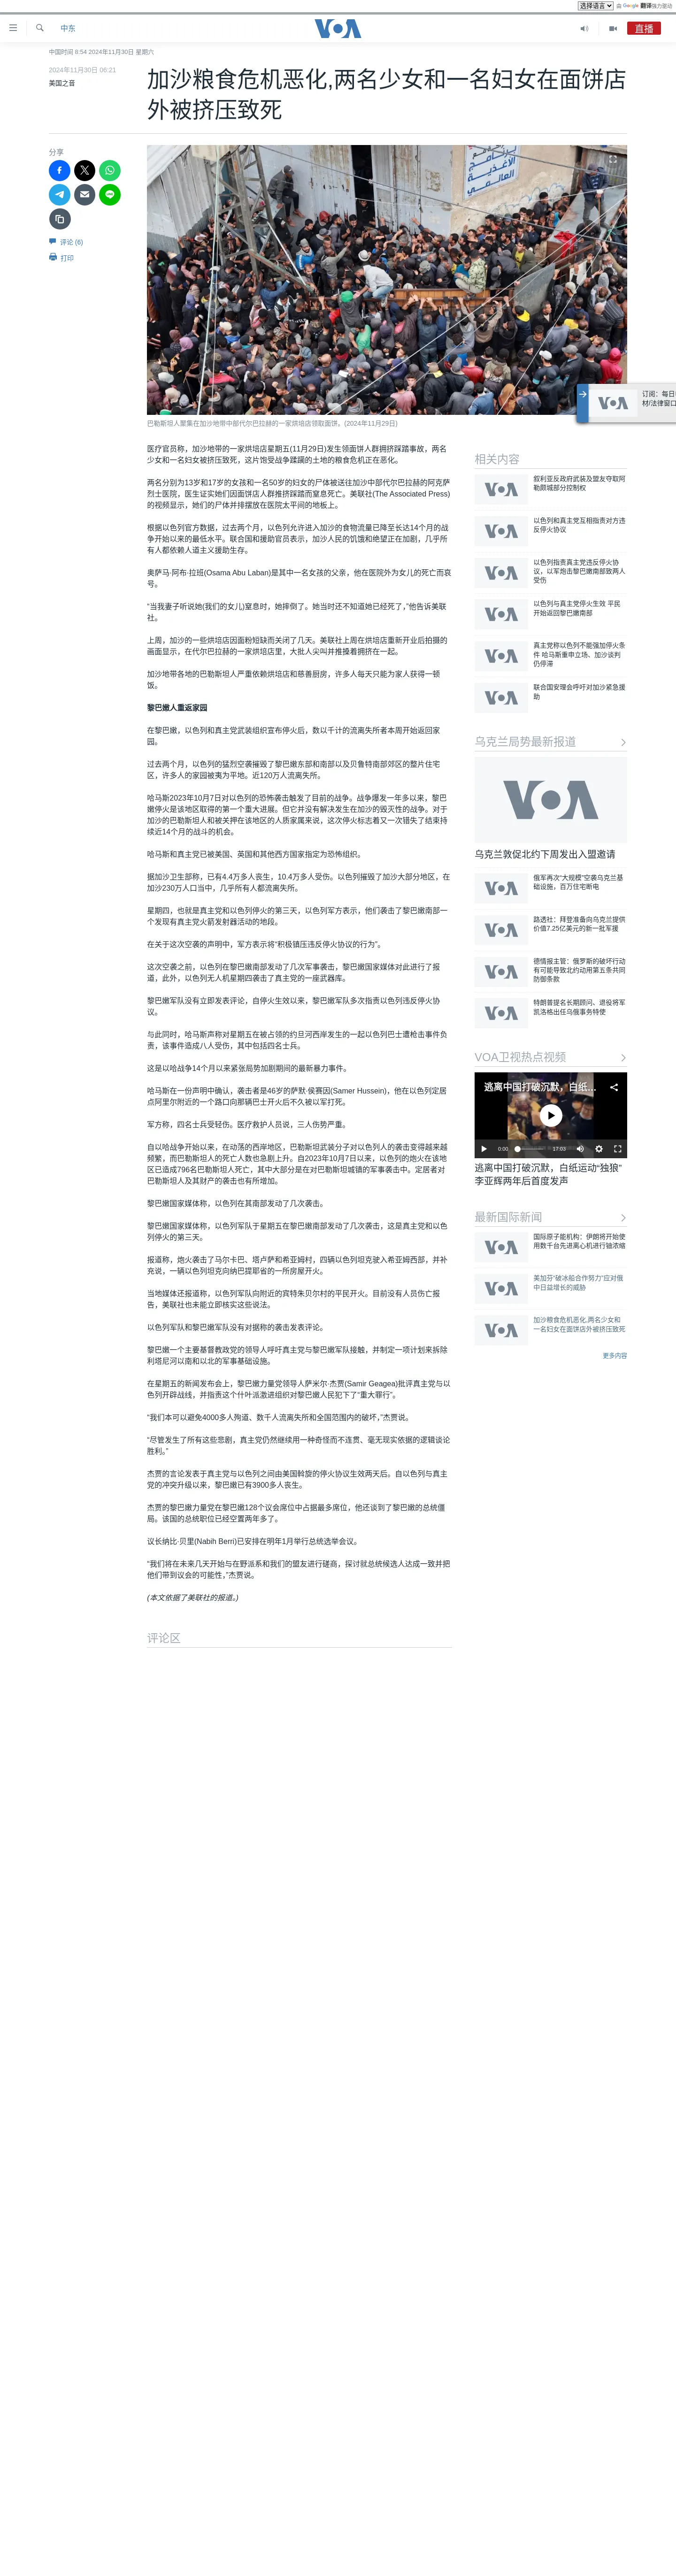 选择语言
由 Google 翻译强力驱动
中东
VOA
直播
中国时间 8:54 2024年11月30日 星期六
2024年11月30日 06:21
美国之音
加沙粮食危机恶化,两名少女和一名妇女在面饼店
外被挤压致死
分享
评论 (6)
打印
巴勒斯坦人聚集在加沙地带中部代尔巴拉赫的一家烘培店领取面饼。(2024年11月29日)
医疗官员称，加沙地带的一家烘培店星期五(11月29日)发生领面饼人群拥挤踩踏事故，两名
少女和一名妇女被挤压致死，这片饱受战争蹂躏的土地的粮食危机正在恶化。
两名分别为13岁和17岁的女孩和一名50岁的妇女的尸体被送往加沙中部代尔巴拉赫的阿克萨
烈士医院，医生证实她们因面饼店人群推挤踩踏而窒息死亡。美联社(The Associated Press)
的视频显示，她们的尸体并排摆放在医院太平间的地板上。
根据以色列官方数据，过去两个月，以色列允许进入加沙的食物流量已降至长达14个月的战
争开始以来的最低水平。联合国和援助官员表示，加沙人民的饥饿和绝望正在加剧，几乎所
有人都依赖人道主义援助生存。
奥萨马·阿布·拉班(Osama Abu Laban)是其中一名女孩的父亲，他在医院外为女儿的死亡而哀
号。
“当我妻子听说她(我们的女儿)窒息时，她摔倒了。她当时还不知道她已经死了，”他告诉美联
社。
上周，加沙的一些烘培店因面粉短缺而关闭了几天。美联社上周在烘培店重新开业后拍摄的
画面显示，在代尔巴拉赫的一家烘培店里，大批人尖叫并推搡着拥挤在一起。
加沙地带各地的巴勒斯坦人严重依赖烘培店和慈善厨房，许多人每天只能为家人获得一顿
饭。
黎巴嫩人重返家园
在黎巴嫩，以色列和真主党武装组织宣布停火后，数以千计的流离失所者本周开始返回家
园。
过去两个月，以色列的猛烈空袭摧毁了黎巴嫩东部和南部以及贝鲁特南部郊区的整片住宅
区，许多人的家园被夷为平地。近120万人流离失所。
哈马斯2023年10月7日对以色列的恐怖袭击触发了目前的战争。战争爆发一年多以来，黎巴
嫩停火是该地区取得的第一个重大进展。但它并没有解决发生在加沙的毁灭性的战争。对于
加沙的巴勒斯坦人和被关押在该地区的人质家属来说，这次停火标志着又一次错失了结束持
续近14个月的战斗的机会。
哈马斯和真主党已被美国、英国和其他西方国家指定为恐怖组织。
据加沙卫生部称，已有4.4万多人丧生，10.4万多人受伤。以色列摧毁了加沙大部分地区，在
加沙230万人口当中，几乎所有人都流离失所。
星期四，也就是真主党和以色列停火的第三天，以色列军方表示，他们袭击了黎巴嫩南部一
个发现有真主党火箭发射器活动的地段。
在关于这次空袭的声明中，军方表示将“积极镇压违反停火协议的行为”。
这次空袭之前，以色列在黎巴嫩南部发动了几次军事袭击，黎巴嫩国家媒体对此进行了报
道，此外，以色列无人机星期四袭击了真主党的一座武器库。
黎巴嫩军队没有立即发表评论，自停火生效以来，黎巴嫩军队多次指责以色列违反停火协
议。
与此同时，哈马斯声称对星期五在被占领的约旦河西岸发生的一起以色列巴士遭枪击事件负
责，该事件造成八人受伤，其中包括四名士兵。
这是以哈战争14个月以来紧张局势加剧期间的最新暴力事件。
哈马斯在一份声明中确认，袭击者是46岁的萨默·侯赛因(Samer Hussein)，他在以色列定居
点阿里尔附近的一个路口向那辆巴士开火后不久被以军打死。
军方称，四名士兵受轻伤。医疗救护人员说，三人伤势严重。
自以哈战争开始以来，在动荡的西岸地区，巴勒斯坦武装分子对以色列人的袭击变得越来越
频繁，而巴勒斯坦人的死亡人数也急剧上升。自2023年10月7日以来，以色列的炮火在该地
区已造成796名巴勒斯坦人死亡，其中大部分是在对巴勒斯坦城镇的军事袭击中。定居者对
巴勒斯坦人及其财产的袭击也有所增加。
黎巴嫩国家媒体称，以色列在其南部发动了几次袭击。
黎巴嫩国家媒体称，以色列军队于星期五在黎巴嫩南部发动了几次袭击，这是真主党和以色
列停火的第三天。
报道称，炮火袭击了马尔卡巴、塔卢萨和希亚姆村，四辆以色列坦克驶入希亚姆西部，并补
充说，一辆以色列坦克向纳巴提耶省的一所房屋开火。
当地媒体还报道称，以色列军队向附近的宾特朱贝尔村的平民开火。目前没有人员伤亡报
告，美联社也未能立即核实这些说法。
以色列军队和黎巴嫩军队没有对据称的袭击发表评论。
黎巴嫩一个主要基督教政党的领导人呼吁真主党与黎巴嫩军队接触，并制定一项计划来拆除
利塔尼河以南和以北的军事基础设施。
在星期五的新闻发布会上，黎巴嫩力量党领导人萨米尔·杰贾(Samir Geagea)批评真主党与以
色列开辟战线，并指责这个什叶派激进组织对黎巴嫩人民犯下了“重大罪行”。
“我们本可以避免4000多人殉道、数千人流离失所和全国范围内的破坏，”杰贾说。
“尽管发生了所有这些悲剧，真主党仍然继续用一种奇怪而不连贯、毫无现实依据的逻辑谈论
胜利。”
杰贾的言论发表于真主党与以色列之间由美国斡旋的停火协议生效两天后。自以色列与真主
党的冲突升级以来，黎巴嫩已有3900多人丧生。
杰贾的黎巴嫩力量党在黎巴嫩128个议会席位中占据最多席位，他还谈到了黎巴嫩的总统僵
局。该国的总统职位已经空置两年多了。
议长纳比·贝里(Nabih Berri)已安排在明年1月举行总统选举会议。
“我们将在未来几天开始与在野派系和我们的盟友进行磋商，探讨就总统候选人达成一致并把
他们带到议会的可能性，”杰贾说。
(本文依据了美联社的报道。)
评论区
订阅：每日
材/法律窗口
相关内容
叙利亚反政府武装及盟友夺取阿
勒颇城部分控制权
以色列和真主党互相指责对方违
反停火协议
以色列指责真主党违反停火协
议，以军炮击黎巴嫩南部致两人
受伤
以色列与真主党停火生效 平民
开始返回黎巴嫩南部
真主党称以色列不能强加停火条
件 哈马斯重申立场、加沙谈判
仍停滞
联合国安理会呼吁对加沙紧急援
助
乌克兰局势最新报道
乌克兰敦促北约下周发出入盟邀请
俄军再次“大规模”空袭乌克兰基
础设施，百万住宅断电
路透社：拜登准备向乌克兰提供
价值7.25亿美元的新一批军援
德情报主管：俄罗斯的破坏行动
有可能导致北约动用第五条共同
防御条款
特朗普提名长期顾问、退役将军
凯洛格出任乌俄事务特使
VOA卫视热点视频
逃离中国打破沉默，白纸...
0:00
17:03
逃离中国打破沉默，白纸运动“独狼”
李亚辉两年后首度发声
最新国际新闻
国际原子能机构：伊朗将开始使
用数千台先进离心机进行铀浓缩
美加芬“破冰船合作努力”应对俄
中日益增长的威胁
加沙粮食危机恶化,两名少女和
一名妇女在面饼店外被挤压致死
更多内容